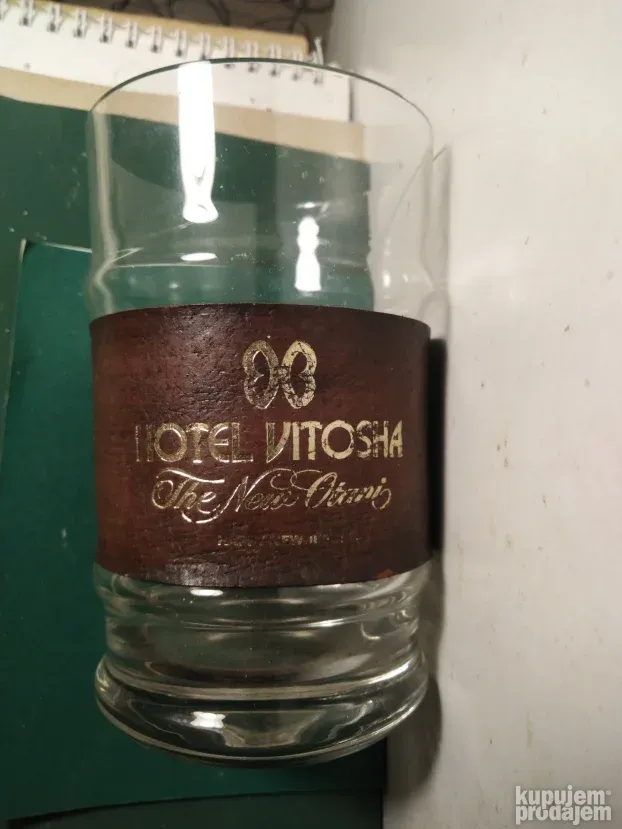 HOTEL VITOSHA
The New Otani
kupujem
prodajem